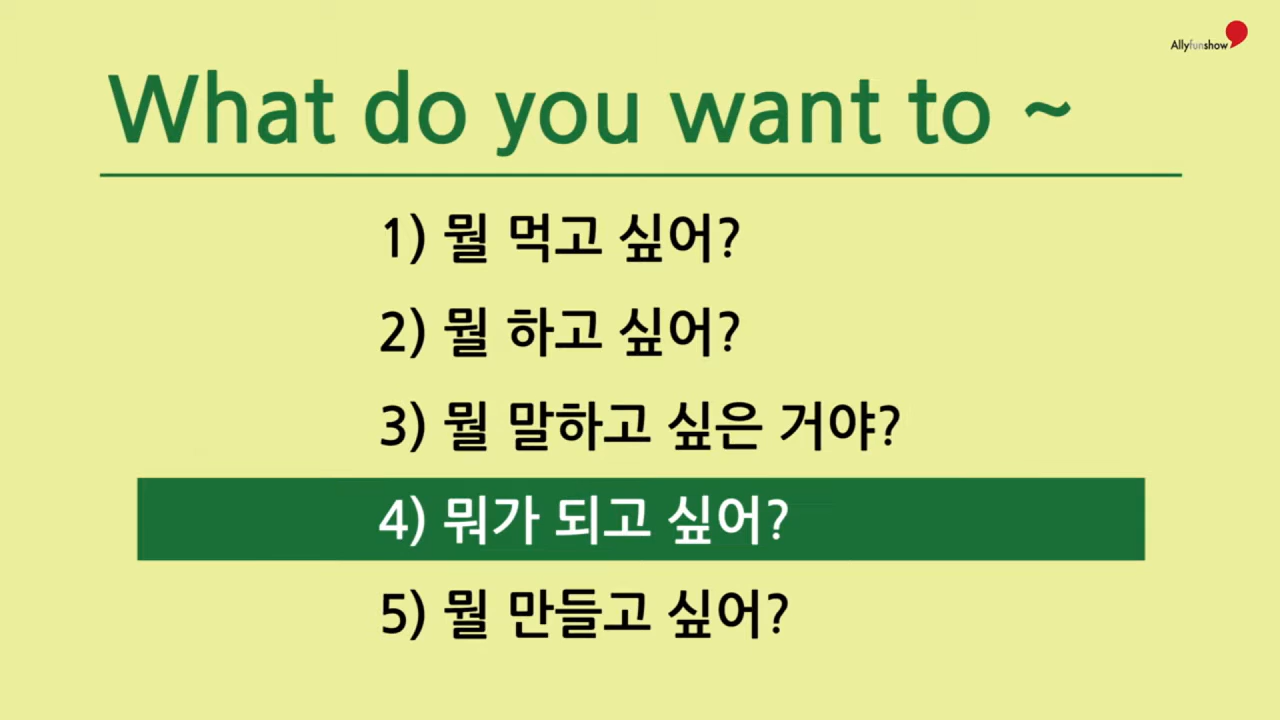 Allyfunshow
What do you want to ~
1) 뭘 먹고 싶어?
2) 뭘 하고 싶어?
3) 뭘 말하고 싶은 거야?
4) 뭐가 되고 싶어?
5) 뭘 만들고 싶어?